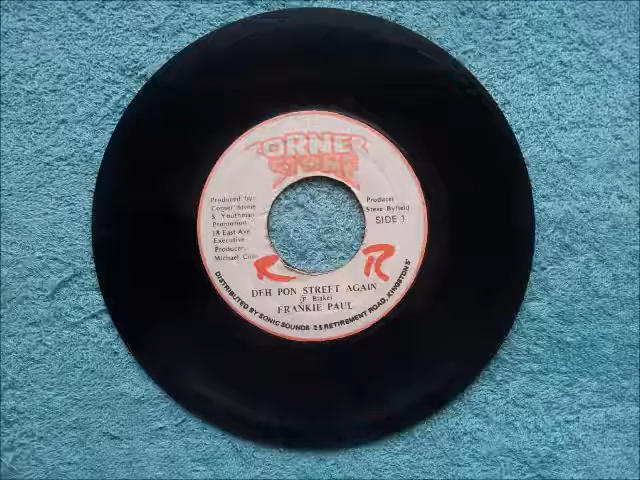 CORNER
STONE
Produced by:
Corner Stone
& Youthman
Promotion
18 East Ave.
Executive
Producer:
Michael
Producer
Steve Byfield
SIDE 1
R R
DEH PON STREET AGAIN
(P. Blake)
FRANKIE PAUL
DISTRIBUTED BY SONIC SOUNDS 25 RETIREMENT ROAD, KINGSTON 5